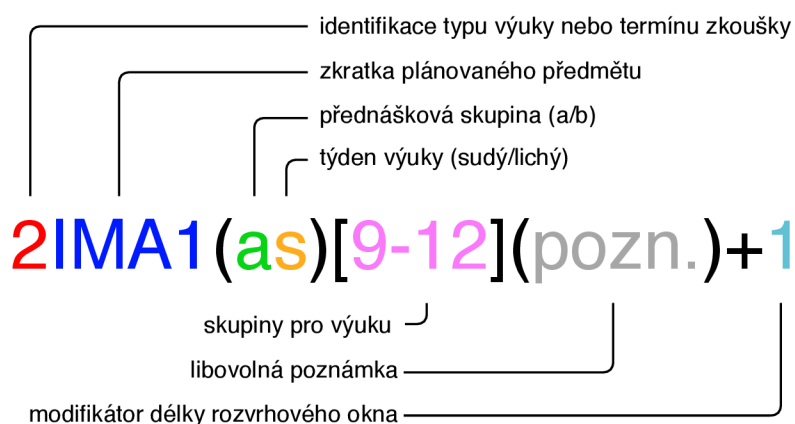 identifikace typu výuky nebo termínu zkoušky
zkratka plánovaného předmětu
přednášková skupina (a/b)
týden výuky (sudý/lichý)
2IMA1(as)[9-12](pozn.)+1
skupiny pro výuku
libovolná poznámka
modifikátor délky rozvrhového okna